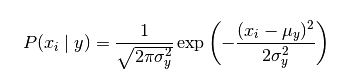 P(x_i | y) = \frac{1}{\sqrt{2\pi\sigma_y^2}} \exp\left(-\frac{(x_i - \mu_y)^2}{2\sigma_y^2}\right)